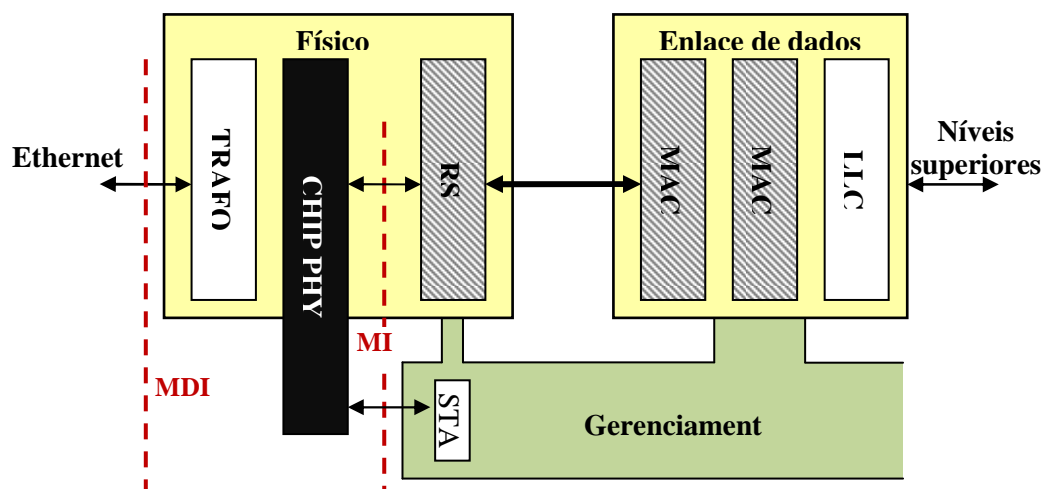 Físico
Enlace de dados
Ethernet
TRAFO
CHIP PHY
RS
MAC
MAC
LLC
Níveis
superiores
MI
MDI
STA
Gerenciament